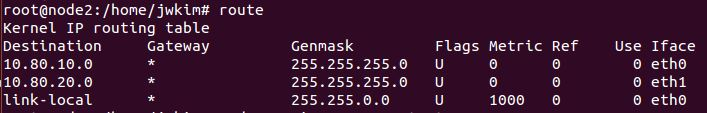 root@node2:/home/jwkim# route
Kernel IP routing table
Destination     Gateway         Genmask         Flags Metric Ref    Use Iface
10.80.10.0      *               255.255.255.0   U     0      0        0 eth0
10.80.20.0      *               255.255.255.0   U     0      0        0 eth1
link-local      *               255.255.0.0     U     1000   0        0 eth0